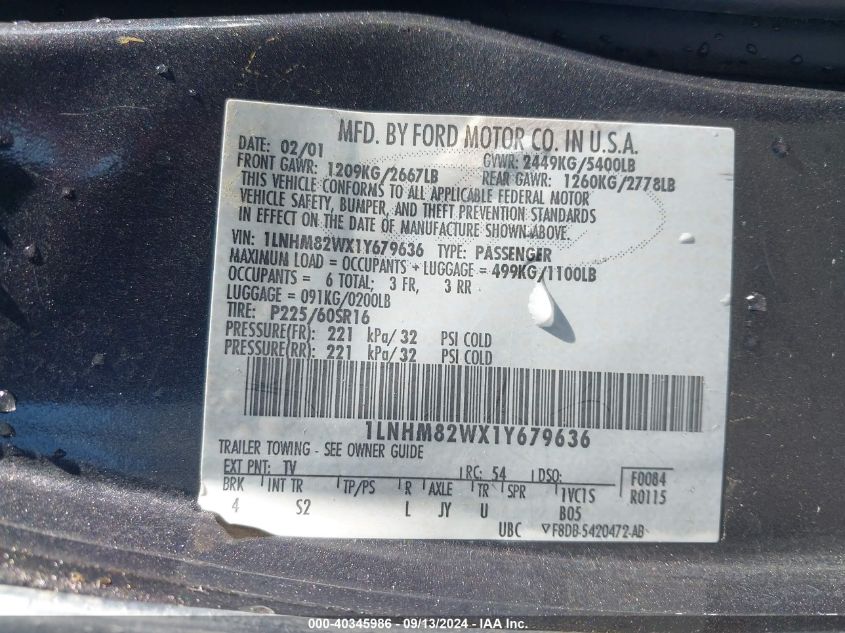 MFD. BY FORD MOTOR CO. IN U.S.A.
DATE: 02/01 GVWR: 2449KG/5400LB
FRONT GAWR: 1209KG/2667LB REAR GAWR: 1260KG/2778LB
THIS VEHICLE CONFORMS TO ALL APPLICABLE FEDERAL MOTOR
VEHICLE SAFETY, BUMPER, AND THEFT PREVENTION STANDARDS
IN EFFECT ON THE DATE OF MANUFACTURE SHOWN ABOVE.
VIN: 1LNHM82WX1Y679636 TYPE: PASSENGER
MAXIMUM LOAD = OCCUPANTS + LUGGAGE = 499KG/1100LB
OCCUPANTS = 6 TOTAL; 3 FR, 3 RR
LUGGAGE = 091KG/0200LB
TIRE: P225/60SR16
PRESSURE(FR): 221 kPa/32 PSI COLD
PRESSURE(RR): 221 kPa/32 PSI COLD
1LNHM82WX1Y679636
TRAILER TOWING - SEE OWNER GUIDE
EXT PNT: TV RC: 54 DSO: F0084
BRK INT TR TP/PS R AXLE TR SPR 1VC1S R0115
4 S2 L JY U B05
UBC ▽F8DB-5420472-AB
000-40345986 - 09/13/2024 - IAA Inc.